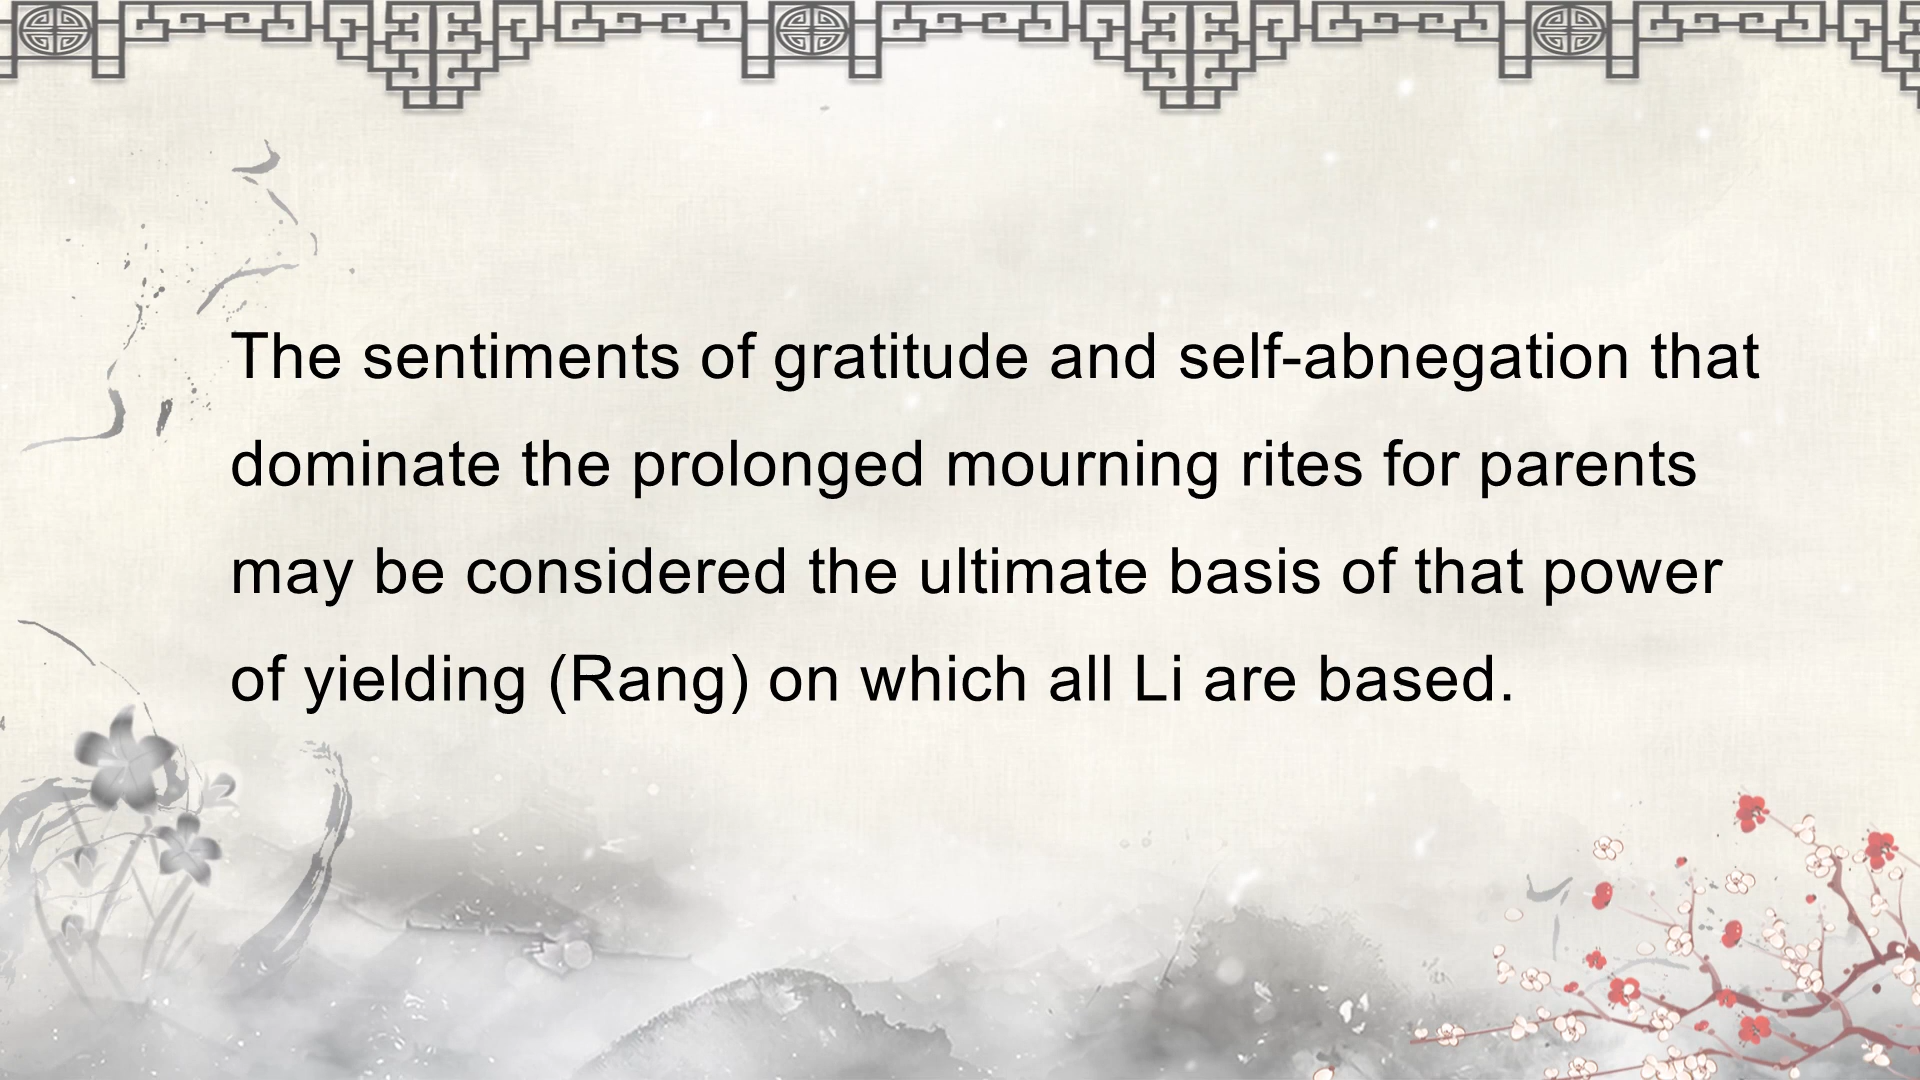 The sentiments of gratitude and self-abnegation that
dominate the prolonged mourning rites for parents
may be considered the ultimate basis of that power
of yielding (Rang) on which all Li are based.